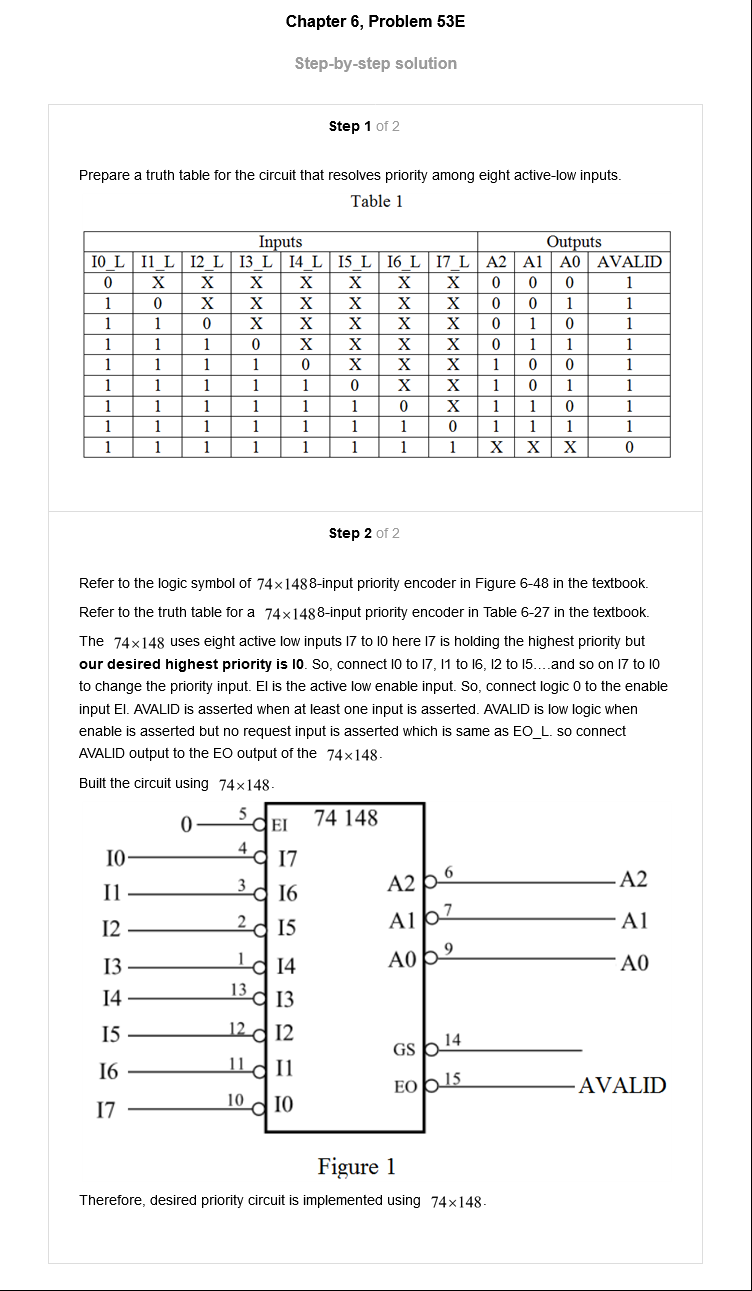 Chapter 6, Problem 53E
Step-by-step solution
Step 1 of 2
Prepare a truth table for the circuit that resolves priority among eight active-low inputs.
Table 1
Inputs Outputs
I0_L I1_L I2_L I3_L I4_L I5_L I6_L I7_L A2 A1 A0 AVALID
0 X X X X X X X 0 0 0 1
1 0 X X X X X X 0 0 1 1
1 1 0 X X X X X 0 1 0 1
1 1 1 0 X X X X 0 1 1 1
1 1 1 1 0 X X X 1 0 0 1
1 1 1 1 1 0 X X 1 0 1 1
1 1 1 1 1 1 0 X 1 1 0 1
1 1 1 1 1 1 1 0 1 1 1 1
1 1 1 1 1 1 1 1 X X X 0
Step 2 of 2
Refer to the logic symbol of 74×148 8-input priority encoder in Figure 6-48 in the textbook.
Refer to the truth table for a 74×148 8-input priority encoder in Table 6-27 in the textbook.
The 74×148 uses eight active low inputs I7 to I0 here I7 is holding the highest priority but
our desired highest priority is I0. So, connect I0 to I7, I1 to I6, I2 to I5….and so on I7 to I0
to change the priority input. EI is the active low enable input. So, connect logic 0 to the enable
input EI. AVALID is asserted when at least one input is asserted. AVALID is low logic when
enable is asserted but no request input is asserted which is same as EO_L. so connect
AVALID output to the EO output of the 74×148.
Built the circuit using 74×148.
0 5 EI 74 148
I0 4 I7
I1 3 I6 A2 6 A2
I2 2 I5 A1 7 A1
I3 1 I4 A0 9 A0
I4 13 I3
I5 12 I2 GS 14
I6 11 I1 EO 15 AVALID
I7 10 I0
Figure 1
Therefore, desired priority circuit is implemented using 74×148.